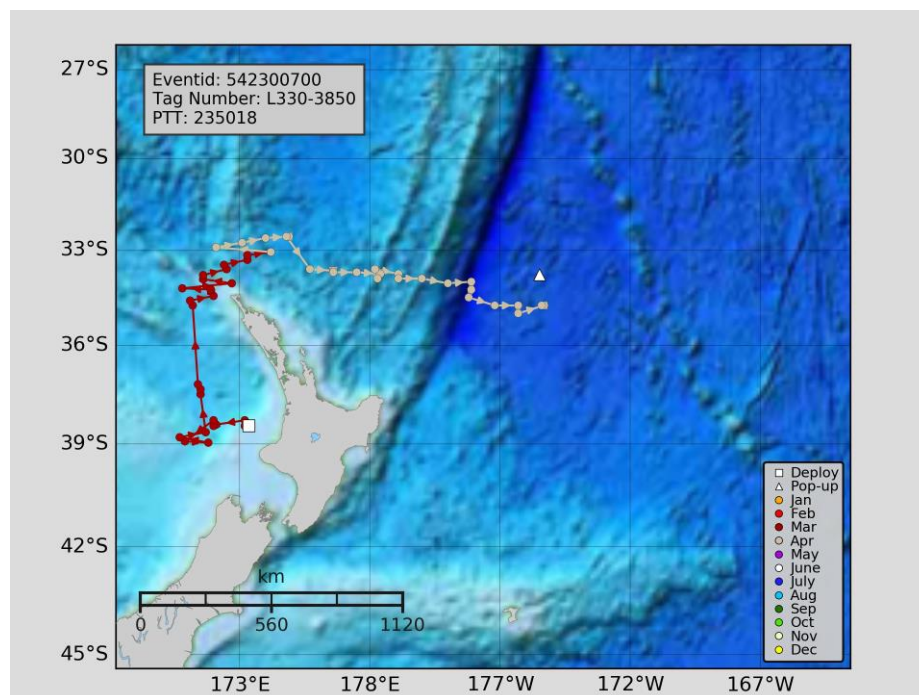 Eventid: 542300700
Tag Number: L330-3850
PTT: 235018
27°S
30°S
33°S
36°S
39°S
42°S
45°S
Deploy
Pop-up
Jan
Feb
Mar
Apr
May
June
July
Aug
Sep
Oct
Nov
Dec
km
0 560 1120
173°E 178°E 177°W 172°W 167°W